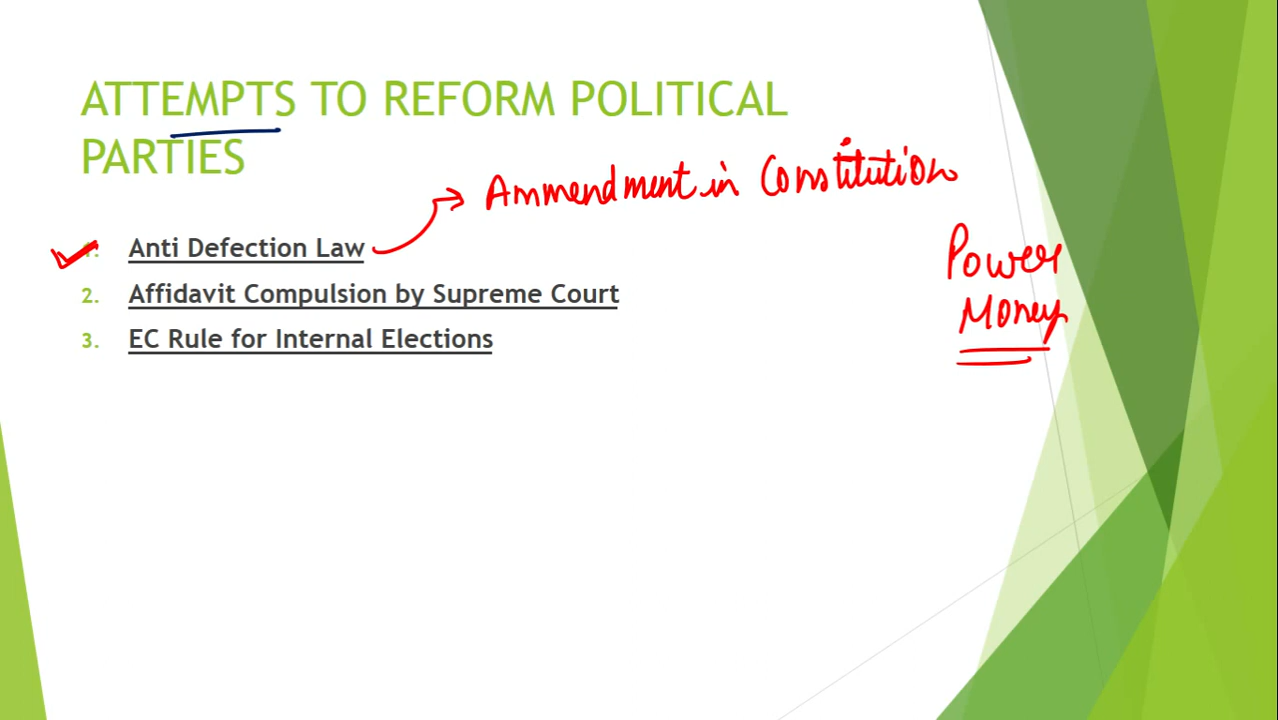 ATTEMPTS TO REFORM POLITICAL
PARTIES
Ammendment in Constitution
1. Anti Defection Law
2. Affidavit Compulsion by Supreme Court
3. EC Rule for Internal Elections
Power
Money